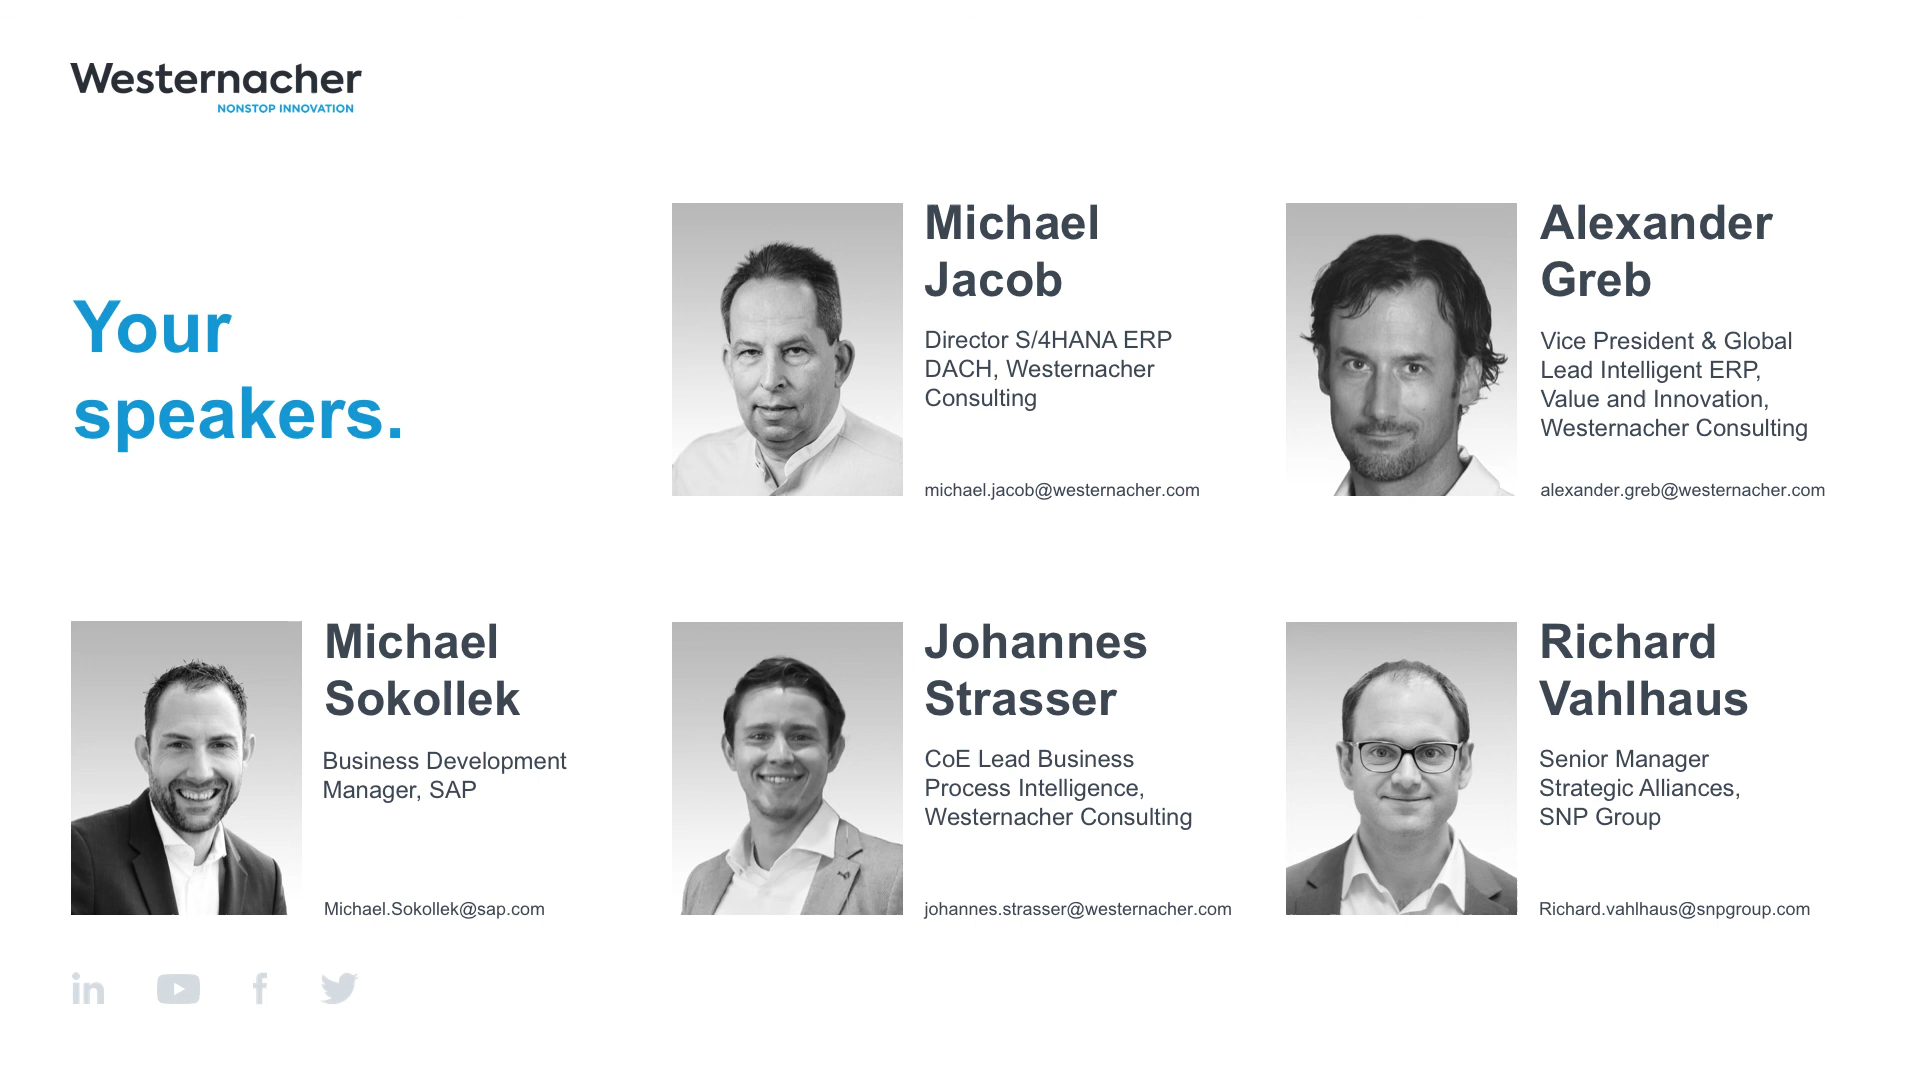 Westernacher
NONSTOP INNOVATION
Your
speakers.
Michael
Jacob
Director S/4HANA ERP
DACH, Westernacher
Consulting
michael.jacob@westernacher.com
Alexander
Greb
Vice President & Global
Lead Intelligent ERP,
Value and Innovation,
Westernacher Consulting
alexander.greb@westernacher.com
Michael
Sokollek
Business Development
Manager, SAP
Michael.Sokollek@sap.com
Johannes
Strasser
CoE Lead Business
Process Intelligence,
Westernacher Consulting
johannes.strasser@westernacher.com
Richard
Vahlhaus
Senior Manager
Strategic Alliances,
SNP Group
Richard.vahlhaus@snpgroup.com